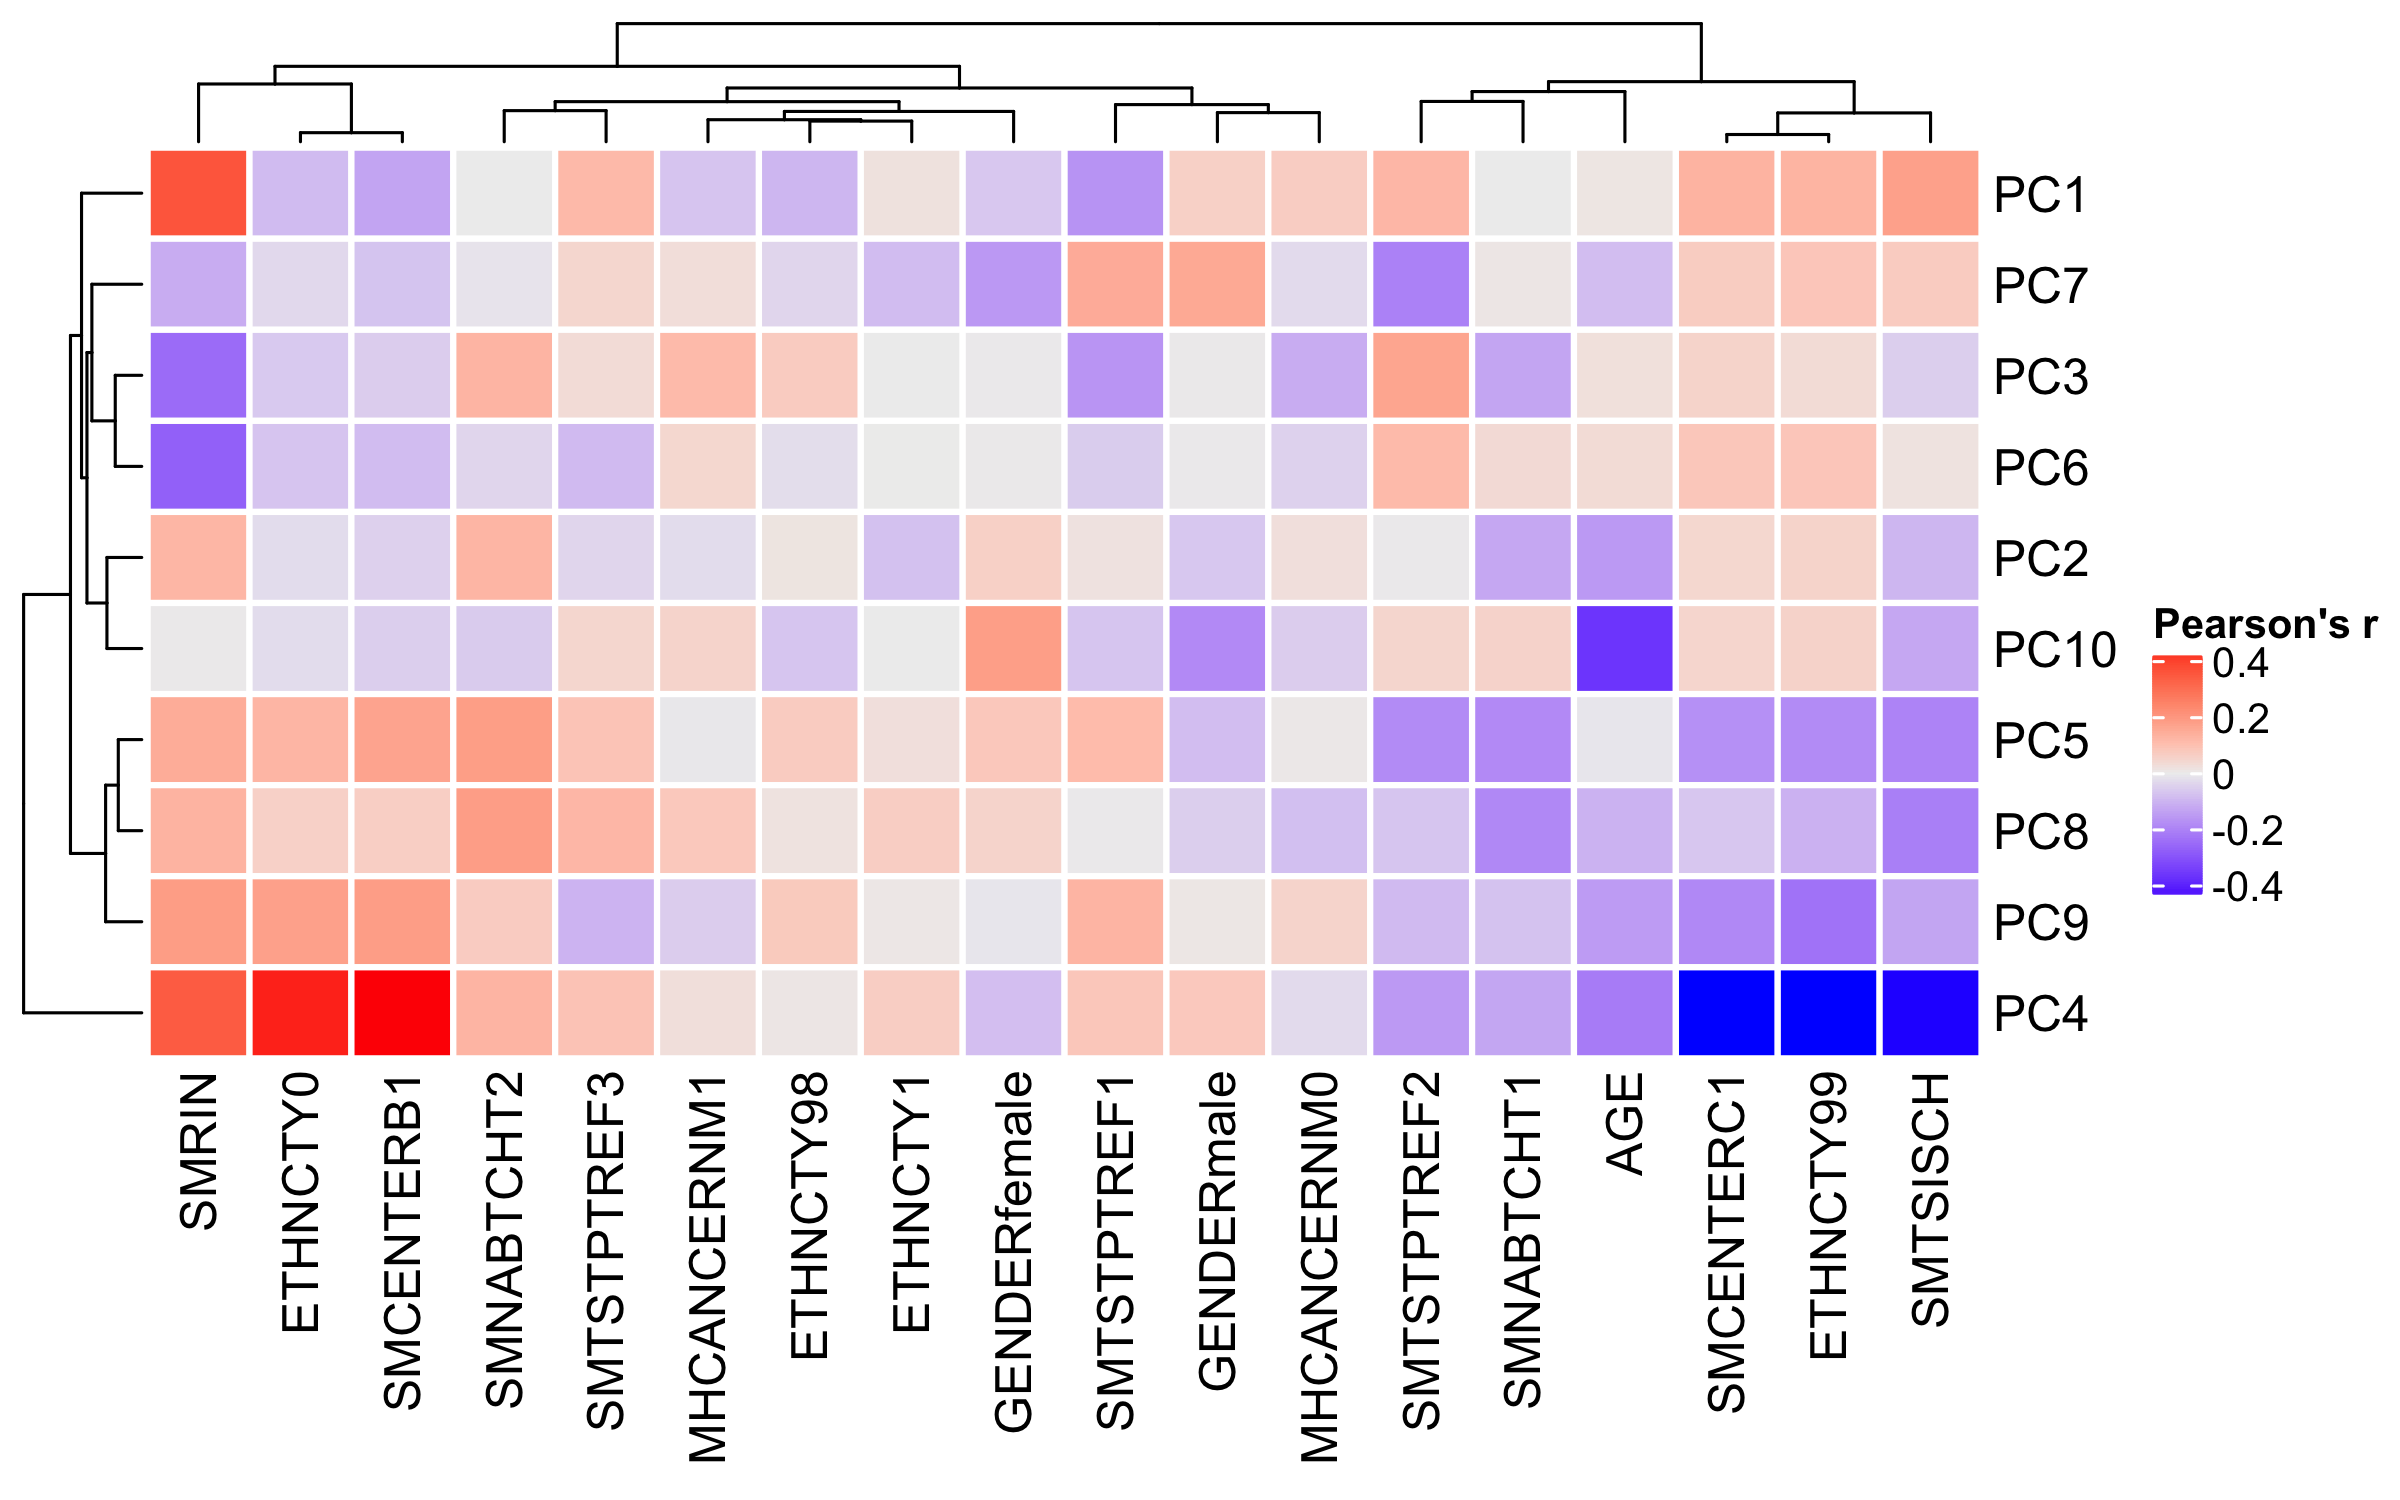 PC1
PC7
PC3
PC6
PC2
PC10
PC5
PC8
PC9
PC4
Pearson's r
0.4
0.2
0
-0.2
-0.4
SMRIN
ETHNCTY0
SMCENTERB1
SMNABTCHT2
SMTSTPTREF3
MHCANCERNM1
ETHNCTY98
ETHNCTY1
GENDERfemale
SMTSTPTREF1
GENDERmale
MHCANCERNM0
SMTSTPTREF2
SMNABTCHT1
AGE
SMCENTERC1
ETHNCTY99
SMTSISCH